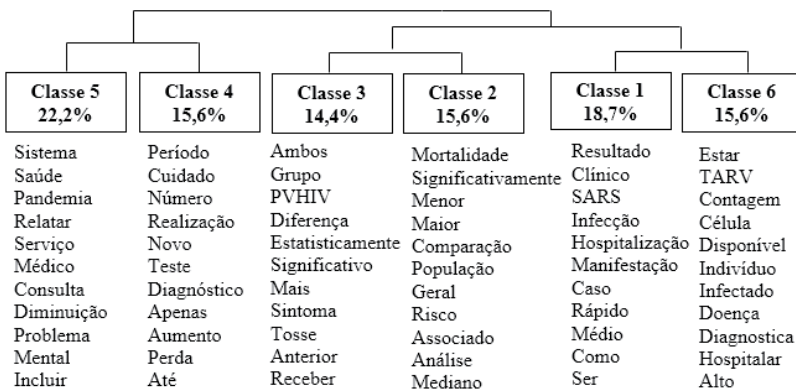 Classe 5
22,2%
Sistema
Saúde
Pandemia
Relatar
Serviço
Médico
Consulta
Diminuição
Problema
Mental
Incluir
Classe 4
15,6%
Período
Cuidado
Número
Realização
Novo
Teste
Diagnóstico
Apenas
Aumento
Perda
Até
Classe 3
14,4%
Ambos
Grupo
PVHIV
Diferença
Estatisticamente
Significativo
Mais
Sintoma
Tosse
Anterior
Receber
Classe 2
15,6%
Mortalidade
Significativamente
Menor
Maior
Comparação
População
Geral
Risco
Associado
Análise
Mediano
Classe 1
18,7%
Resultado
Clínico
SARS
Infecção
Hospitalização
Manifestação
Caso
Rápido
Médio
Como
Ser
Classe 6
15,6%
Estar
TARV
Contagem
Célula
Disponível
Indivíduo
Infectado
Doença
Diagnostica
Hospitalar
Alto